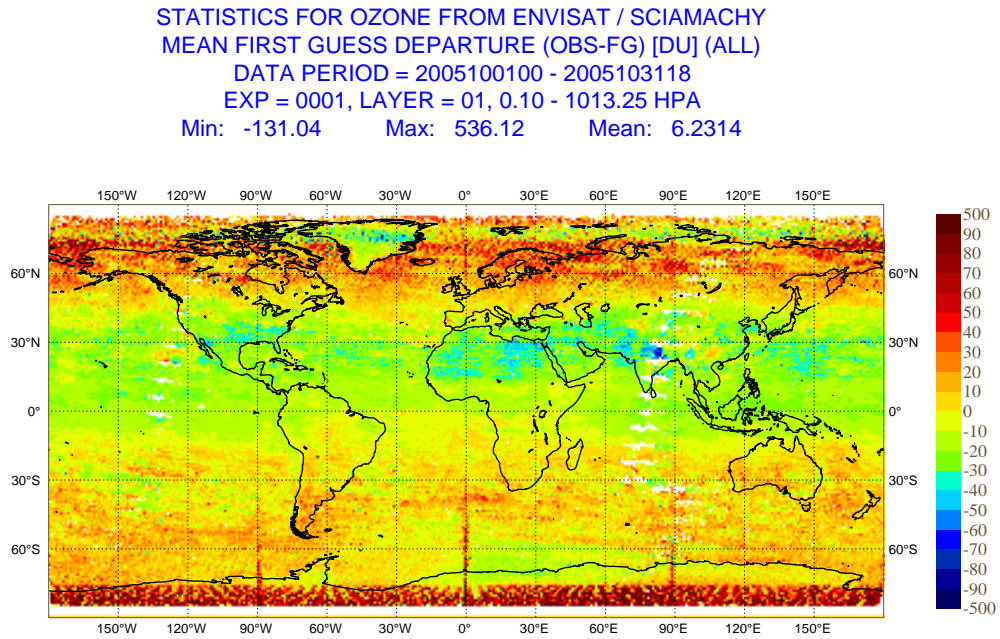 STATISTICS FOR OZONE FROM ENVISAT / SCIAMACHY
MEAN FIRST GUESS DEPARTURE (OBS-FG) [DU] (ALL)
DATA PERIOD = 2005100100 - 2005103118
EXP = 0001, LAYER = 01, 0.10 - 1013.25 HPA
Min: -131.04 Max: 536.12 Mean: 6.2314
150°W 120°W 90°W 60°W 30°W 0° 30°E 60°E 90°E 120°E 150°E
60°N 60°N
30°N 30°N
0° 0°
30°S 30°S
60°S 60°S
150°W 120°W 90°W 60°W 30°W 0° 30°E 60°E 90°E 120°E 150°E
500
90
80
70
60
50
40
30
20
10
0
-10
-20
-30
-40
-50
-60
-70
-90
-500